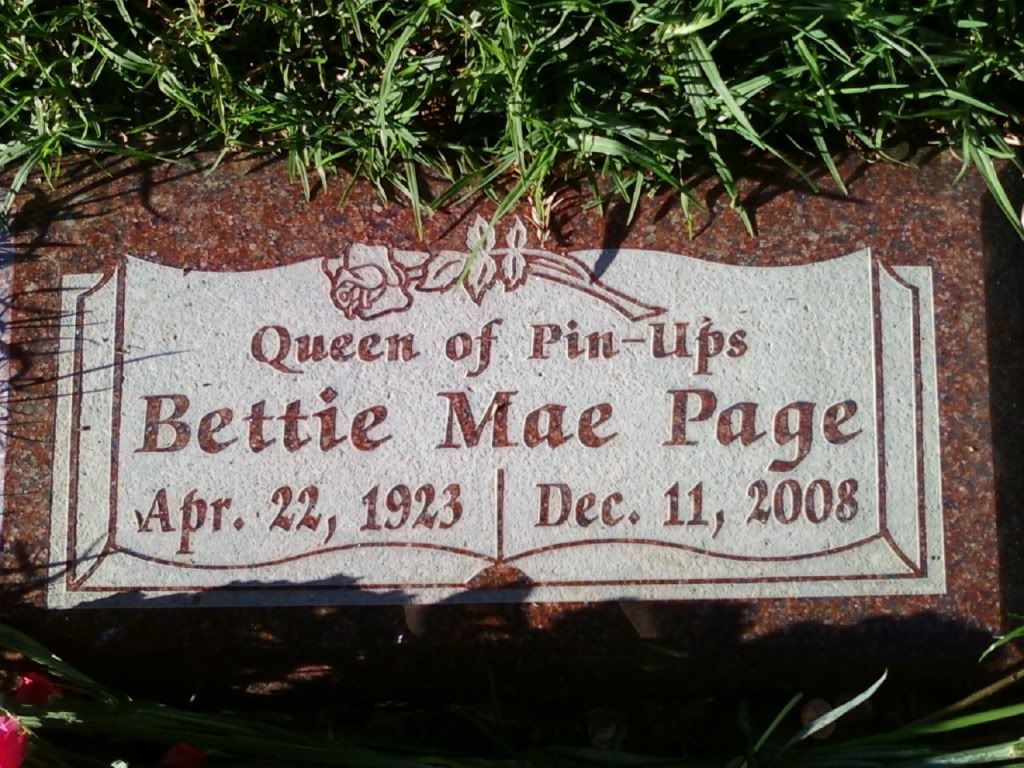 Queen of Pin-Ups
Bettie Mae Page
Apr. 22, 1923 Dec. 11, 2008